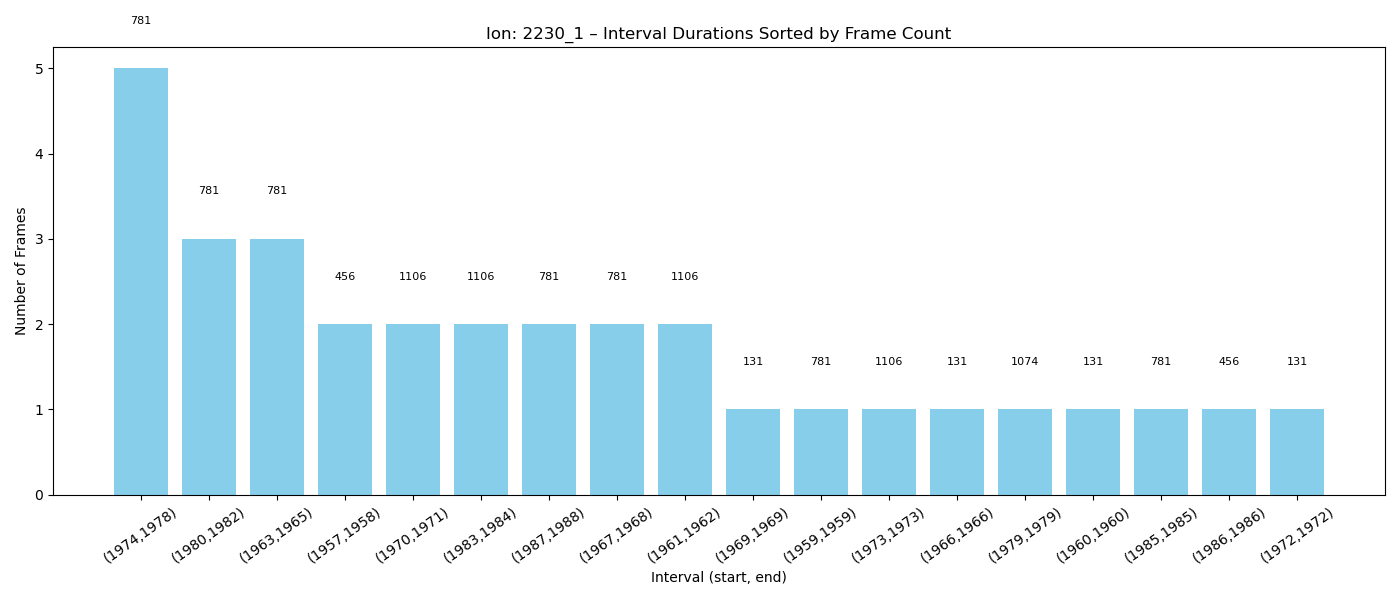 781
Ion: 2230_1 – Interval Durations Sorted by Frame Count
5
4
3
2
1
0
Number of Frames
781 781
456 1106 1106 781 781 1106
131 781 1106 131 1074 131 781 456 131
(1974,1978) (1980,1982) (1963,1965) (1957,1958) (1970,1971) (1983,1984) (1987,1988) (1967,1968) (1961,1962) (1969,1969) (1959,1959) (1973,1973) (1966,1966) (1979,1979) (1960,1960) (1985,1985) (1986,1986) (1972,1972)
Interval (start, end)